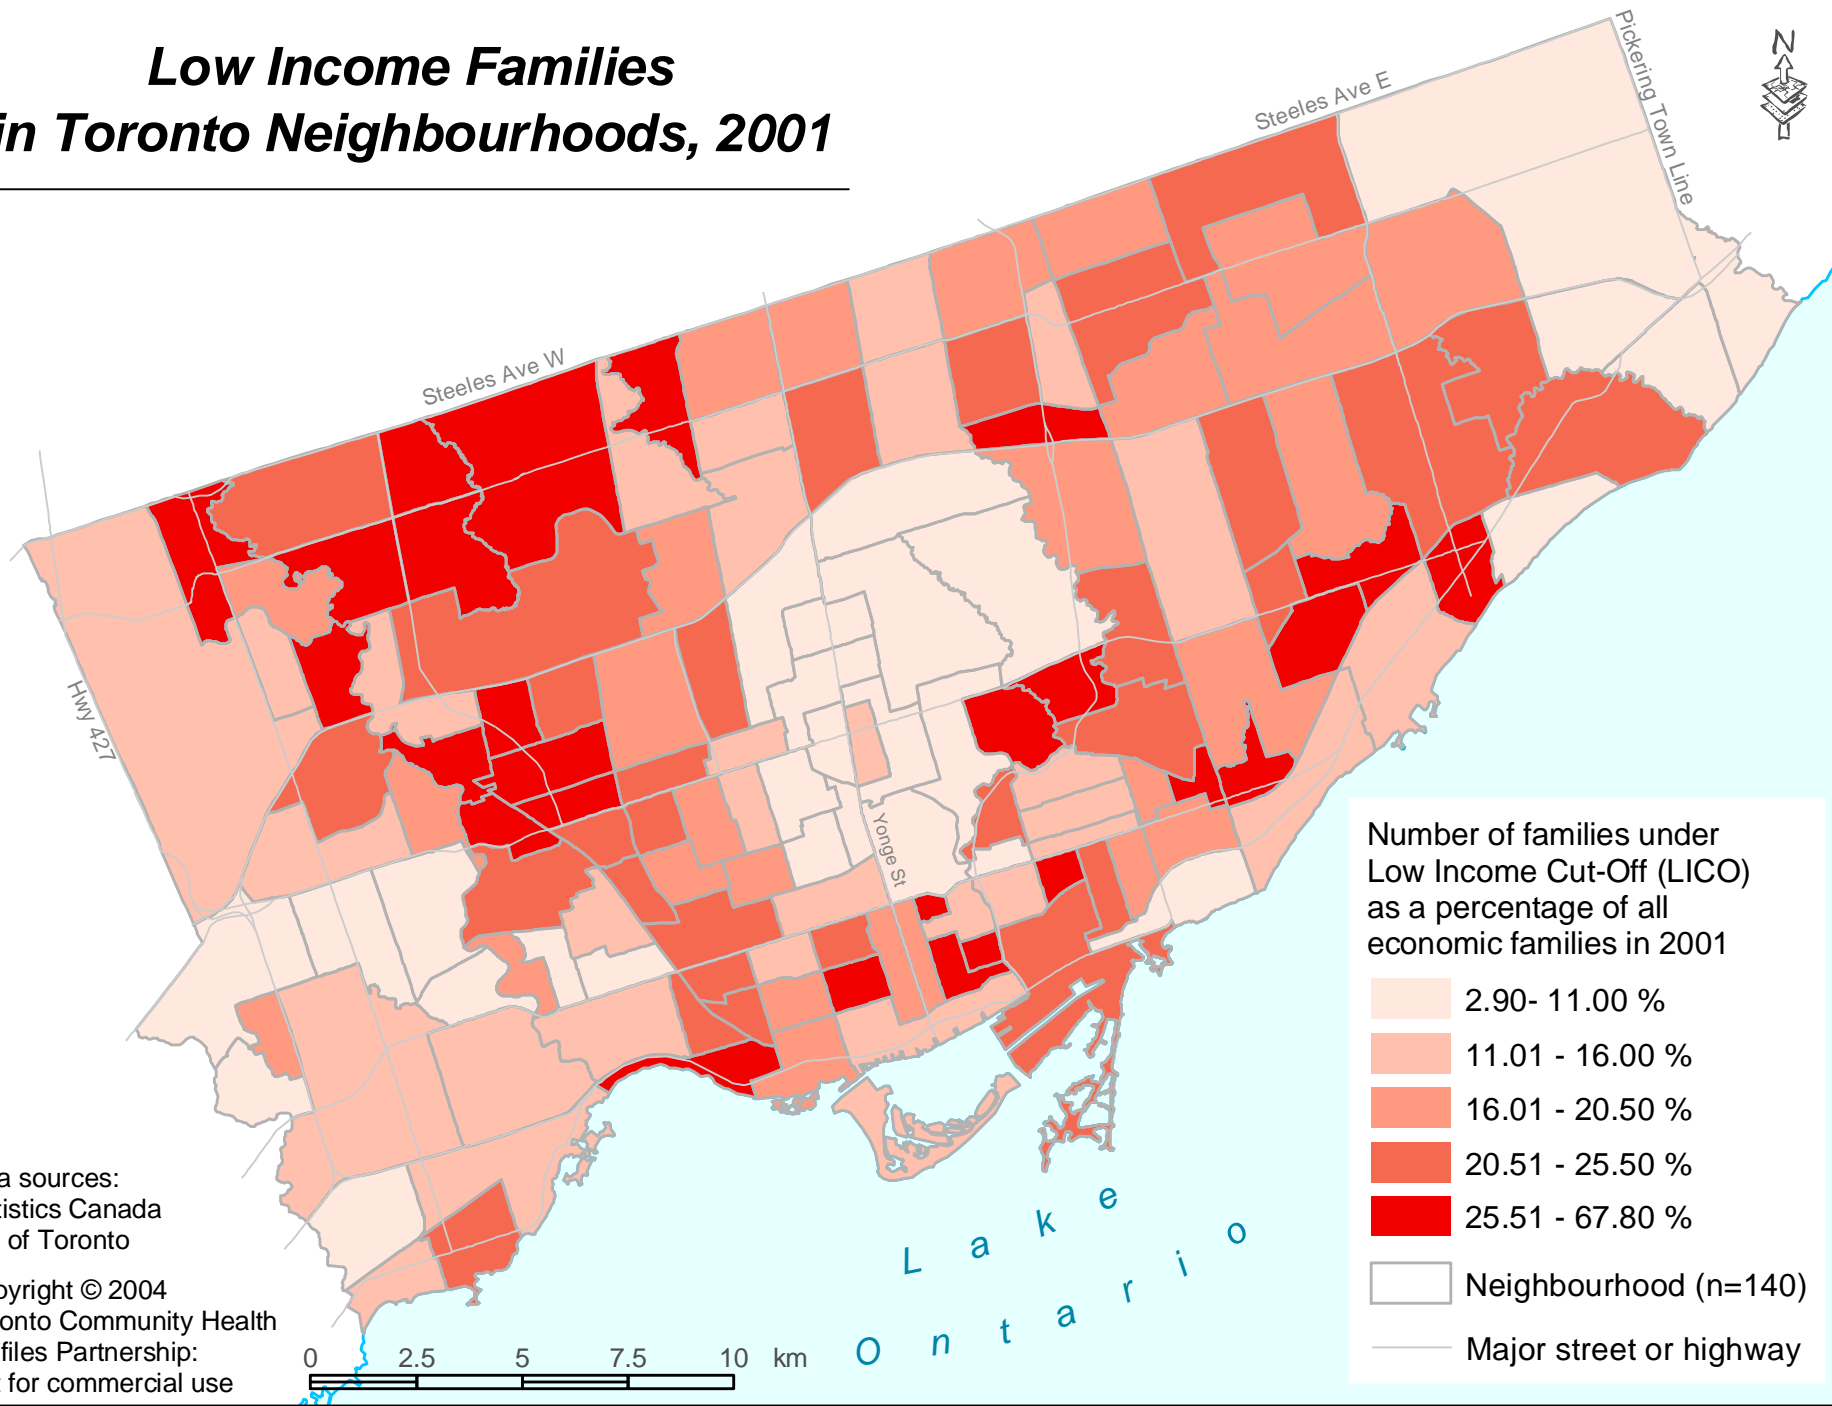 Low Income Families
in Toronto Neighbourhoods, 2001
N
Pickering Town Line
Steeles Ave E
Steeles Ave W
Hwy 427
Yonge St
Number of families under
Low Income Cut-Off (LICO)
as a percentage of all
economic families in 2001
2.90- 11.00 %
11.01 - 16.00 %
16.01 - 20.50 %
20.51 - 25.50 %
25.51 - 67.80 %
Neighbourhood (n=140)
Major street or highway
Lake
Ontario
a sources:
tistics Canada
of Toronto
pyright © 2004
onto Community Health
files Partnership:
t for commercial use
0 2.5 5 7.5 10 km